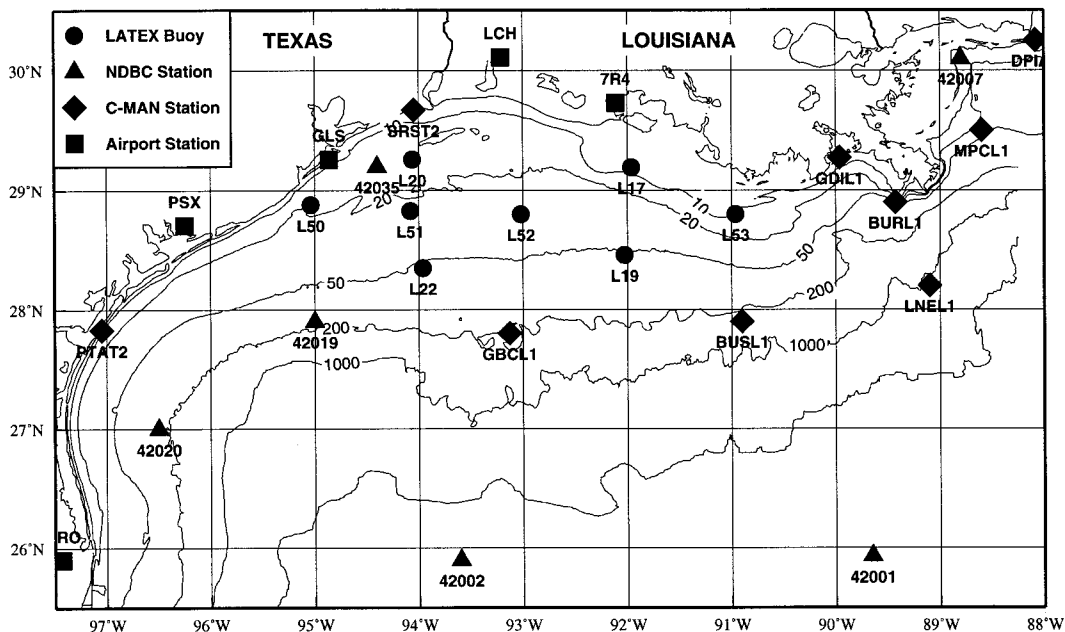 LATEX Buoy
NDBC Station
C-MAN Station
Airport Station
TEXAS
LOUISIANA
LCH
7R4
GLS
PSX
SRST2
42035
L20
L17
L50
L51
L52
L53
L22
L19
GDIL1
BURL1
MPCL1
42007
LNEL1
BUSL1
GBCL1
42019
PTAT2
42020
42002
42001
10
20
10
20
50
50
200
200
1000
1000
30°N
29°N
28°N
27°N
26°N
97°W
96°W
95°W
94°W
93°W
92°W
91°W
90°W
89°W
88°W